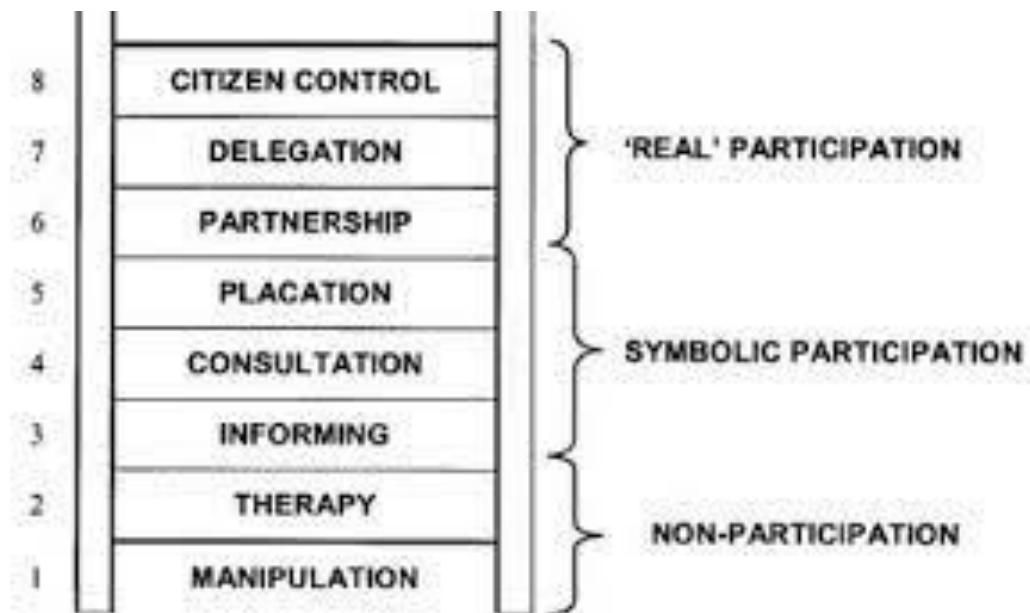 8 CITIZEN CONTROL
7 DELEGATION
'REAL' PARTICIPATION
6 PARTNERSHIP
5 PLACATION
4 CONSULTATION
SYMBOLIC PARTICIPATION
3 INFORMING
2 THERAPY
NON-PARTICIPATION
1 MANIPULATION